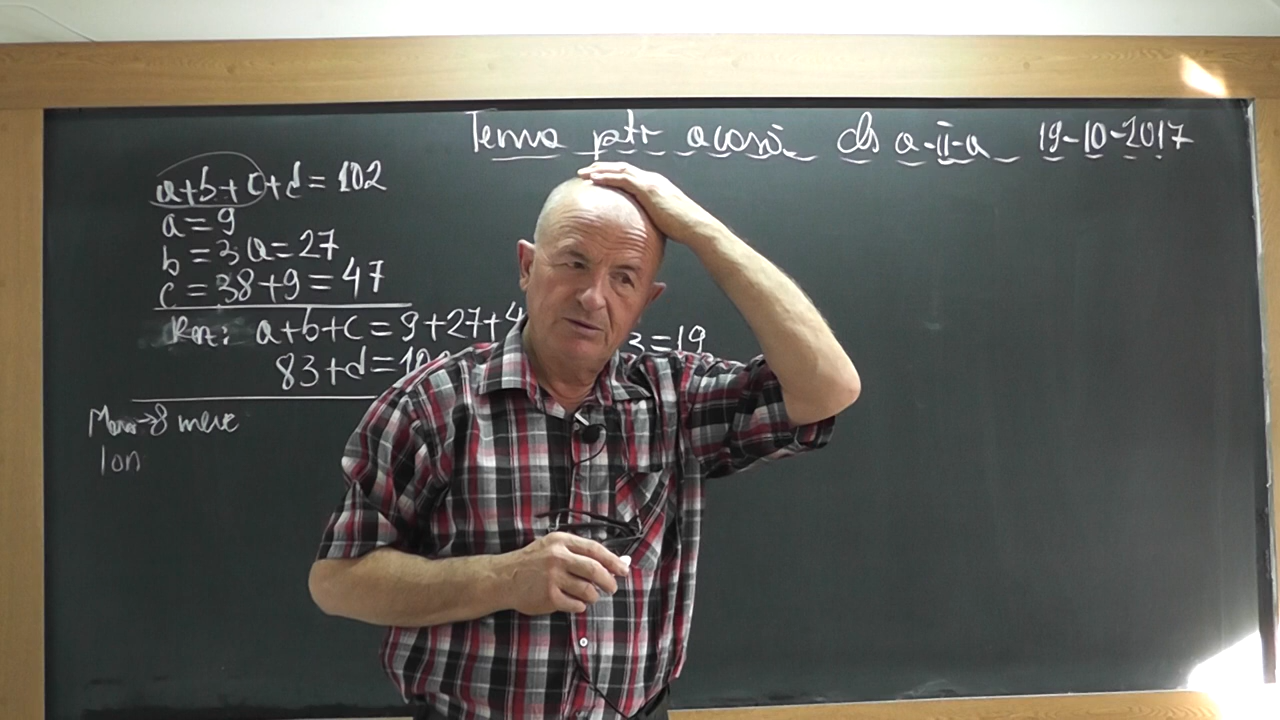 Tema ptr acasă cls a-II-a 19-10-2017
a+b+c+d=102
a=9
b=3a=27
c=38+9=47
a+b+c=9+27+4 3=19
83+d=10
8 mere
Ion